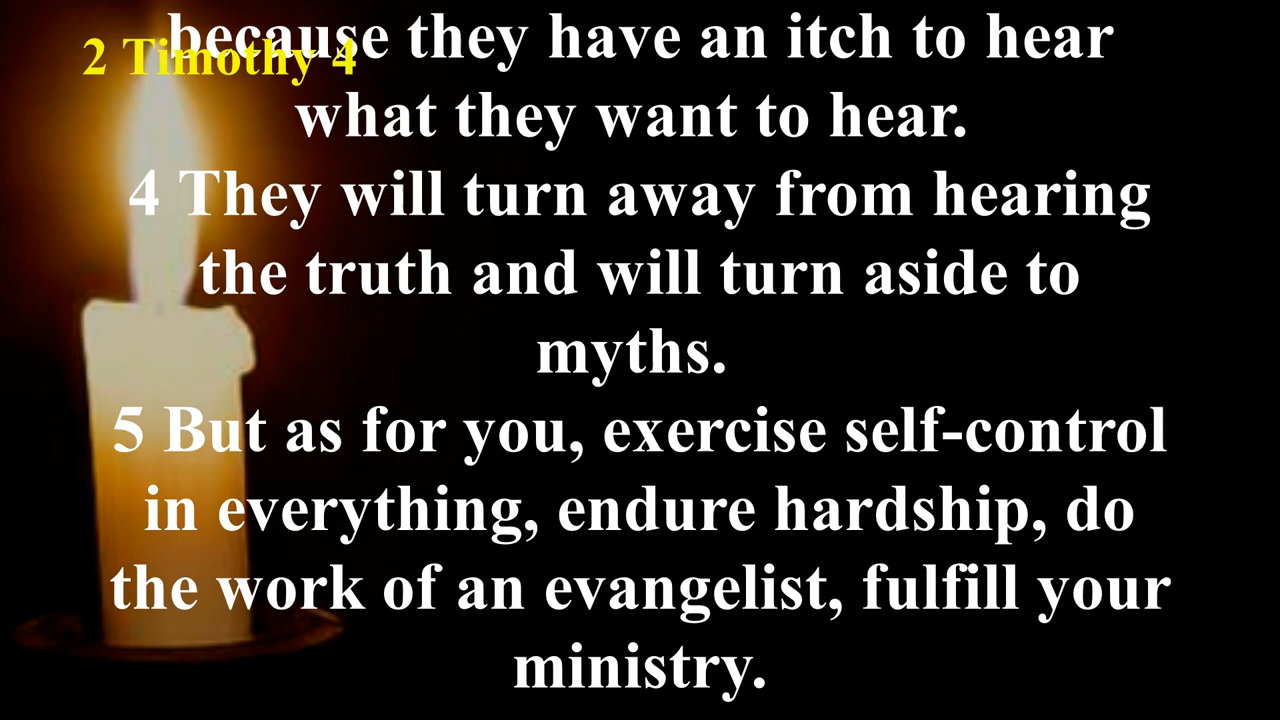 2 Timothy 4
because they have an itch to hear
what they want to hear.
4 They will turn away from hearing
the truth and will turn aside to
myths.
5 But as for you, exercise self-control
in everything, endure hardship, do
the work of an evangelist, fulfill your
ministry.